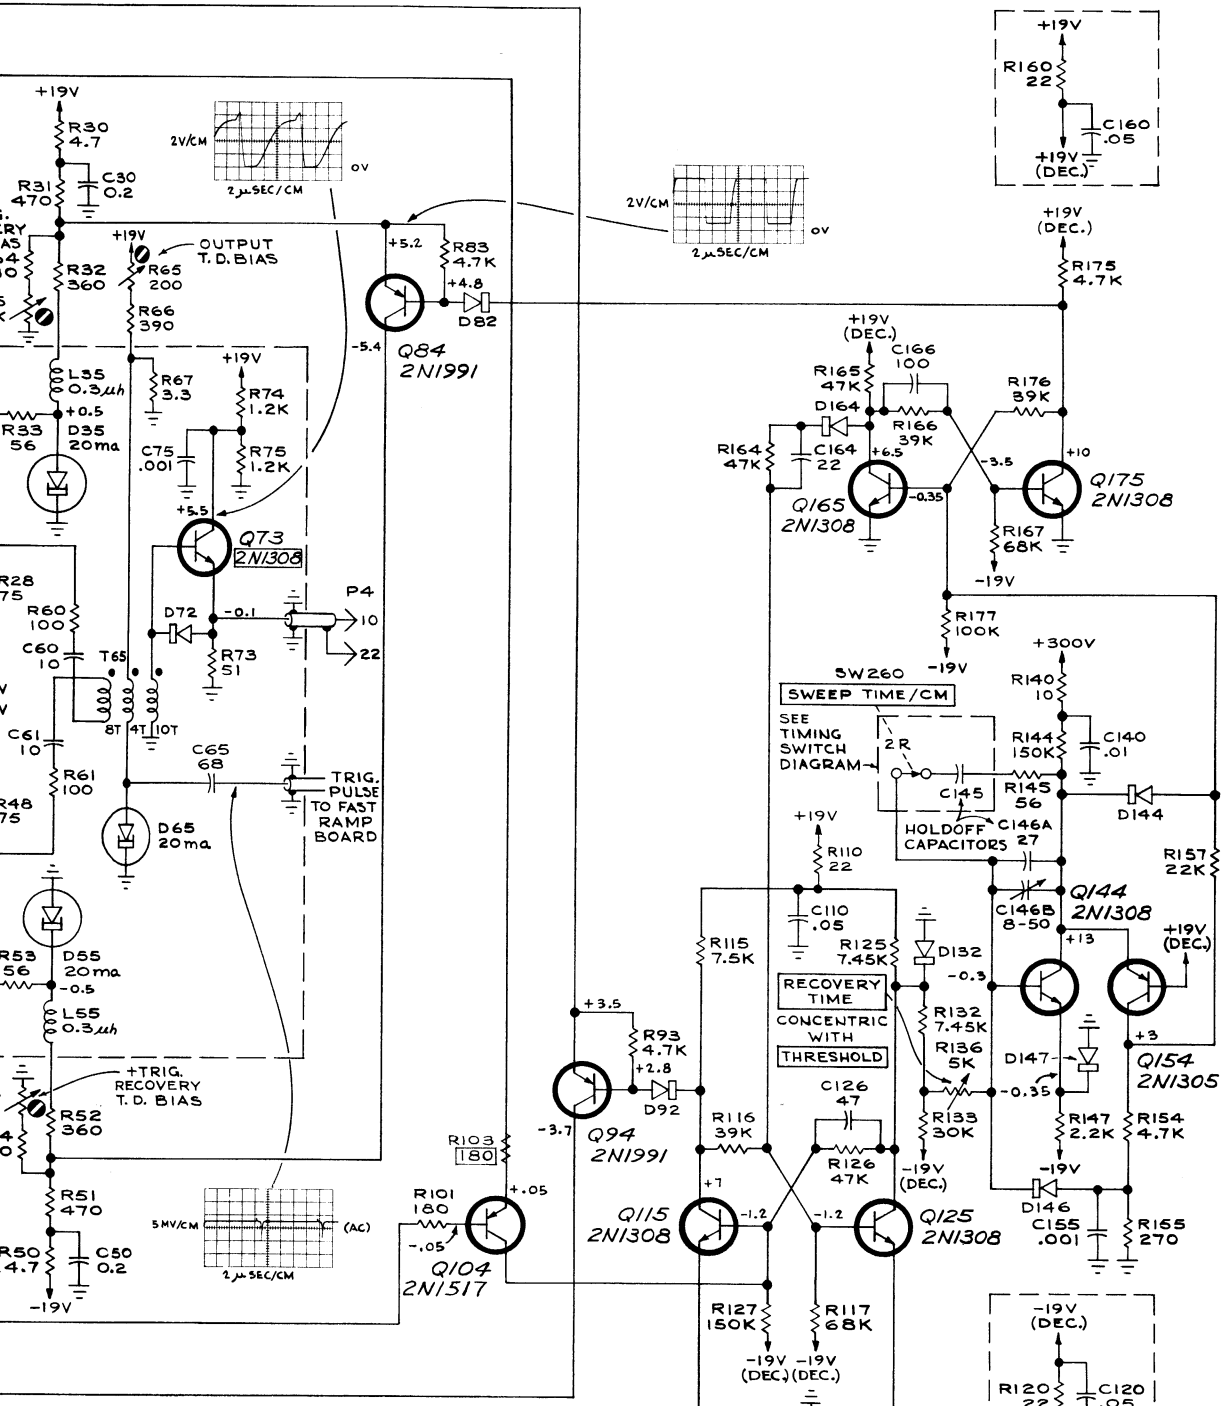 +19V
R30
4.7
R31
470
C30
0.2
2V/CM
OV
2µSEC/CM
2V/CM
OV
2µSEC/CM
+19V
R160
22
C160
.05
+19V
(DEC.)
+19V
(DEC.)
R175
4.7K
+19V
OUTPUT
T.D. BIAS
R65
200
R66
390
R32
360
+5.2
R83
4.7K
+4.8
D82
-5.4
Q84
2N1991
L35
0.3µh
+0.5
R33
56
D35
20ma
R67
3.3
+19V
R74
1.2K
R75
1.2K
C75
.001
+5.5
Q73
2N1308
+19V
(DEC.)
R165
47K
C166
100
D164
R166
39K
R164
47K
C164
22
+6.5
Q165
2N1308
-0.35
R176
39K
-3.5
+10
Q175
2N1308
R167
68K
-19V
R177
100K
-19V
R28
75
R60
100
C60
10
D72
-0.1
R73
51
P4
10
22
T65
8T 4T 10T
C61
10
R61
100
C65
68
TRIG.
PULSE
TO FAST
RAMP
BOARD
R48
75
D65
20ma
+300V
R140
10
R144
150K
C140
.01
SW260
SWEEP TIME/CM
SEE
TIMING
SWITCH
DIAGRAM
2R
C145
R145
56
D144
HOLDOFF
CAPACITORS
C146A
27
C146B
8-50
R157
22K
+19V
R110
22
C110
.05
R115
7.5K
R125
7.45K
D132
-0.3
Q144
2N1308
+13
+19V
(DEC.)
R53
56
D55
20ma
-0.5
L55
0.3µh
RECOVERY
TIME
CONCENTRIC
WITH
THRESHOLD
R132
7.45K
R136
5K
D147
-0.35
+3
Q154
2N1305
+3.5
R93
4.7K
+2.8
D92
-3.7
Q94
2N1991
C126
47
R116
39K
R126
47K
R133
30K
-19V
(DEC.)
R147
2.2K
-19V
R154
4.7K
D146
C155
.001
R155
270
+TRIG.
RECOVERY
T.D. BIAS
R52
360
R51
470
R50
4.7
C50
0.2
-19V
5MV/CM
(AC)
2µSEC/CM
R103
180
+.05
R101
180
-.05
Q104
2N1517
+7
Q115
2N1308
-1.2
-1.2
Q125
2N1308
R127
150K
R117
68K
-19V
(DEC.)
-19V
(DEC.)
-19V
(DEC.)
R120
22
C120
.05